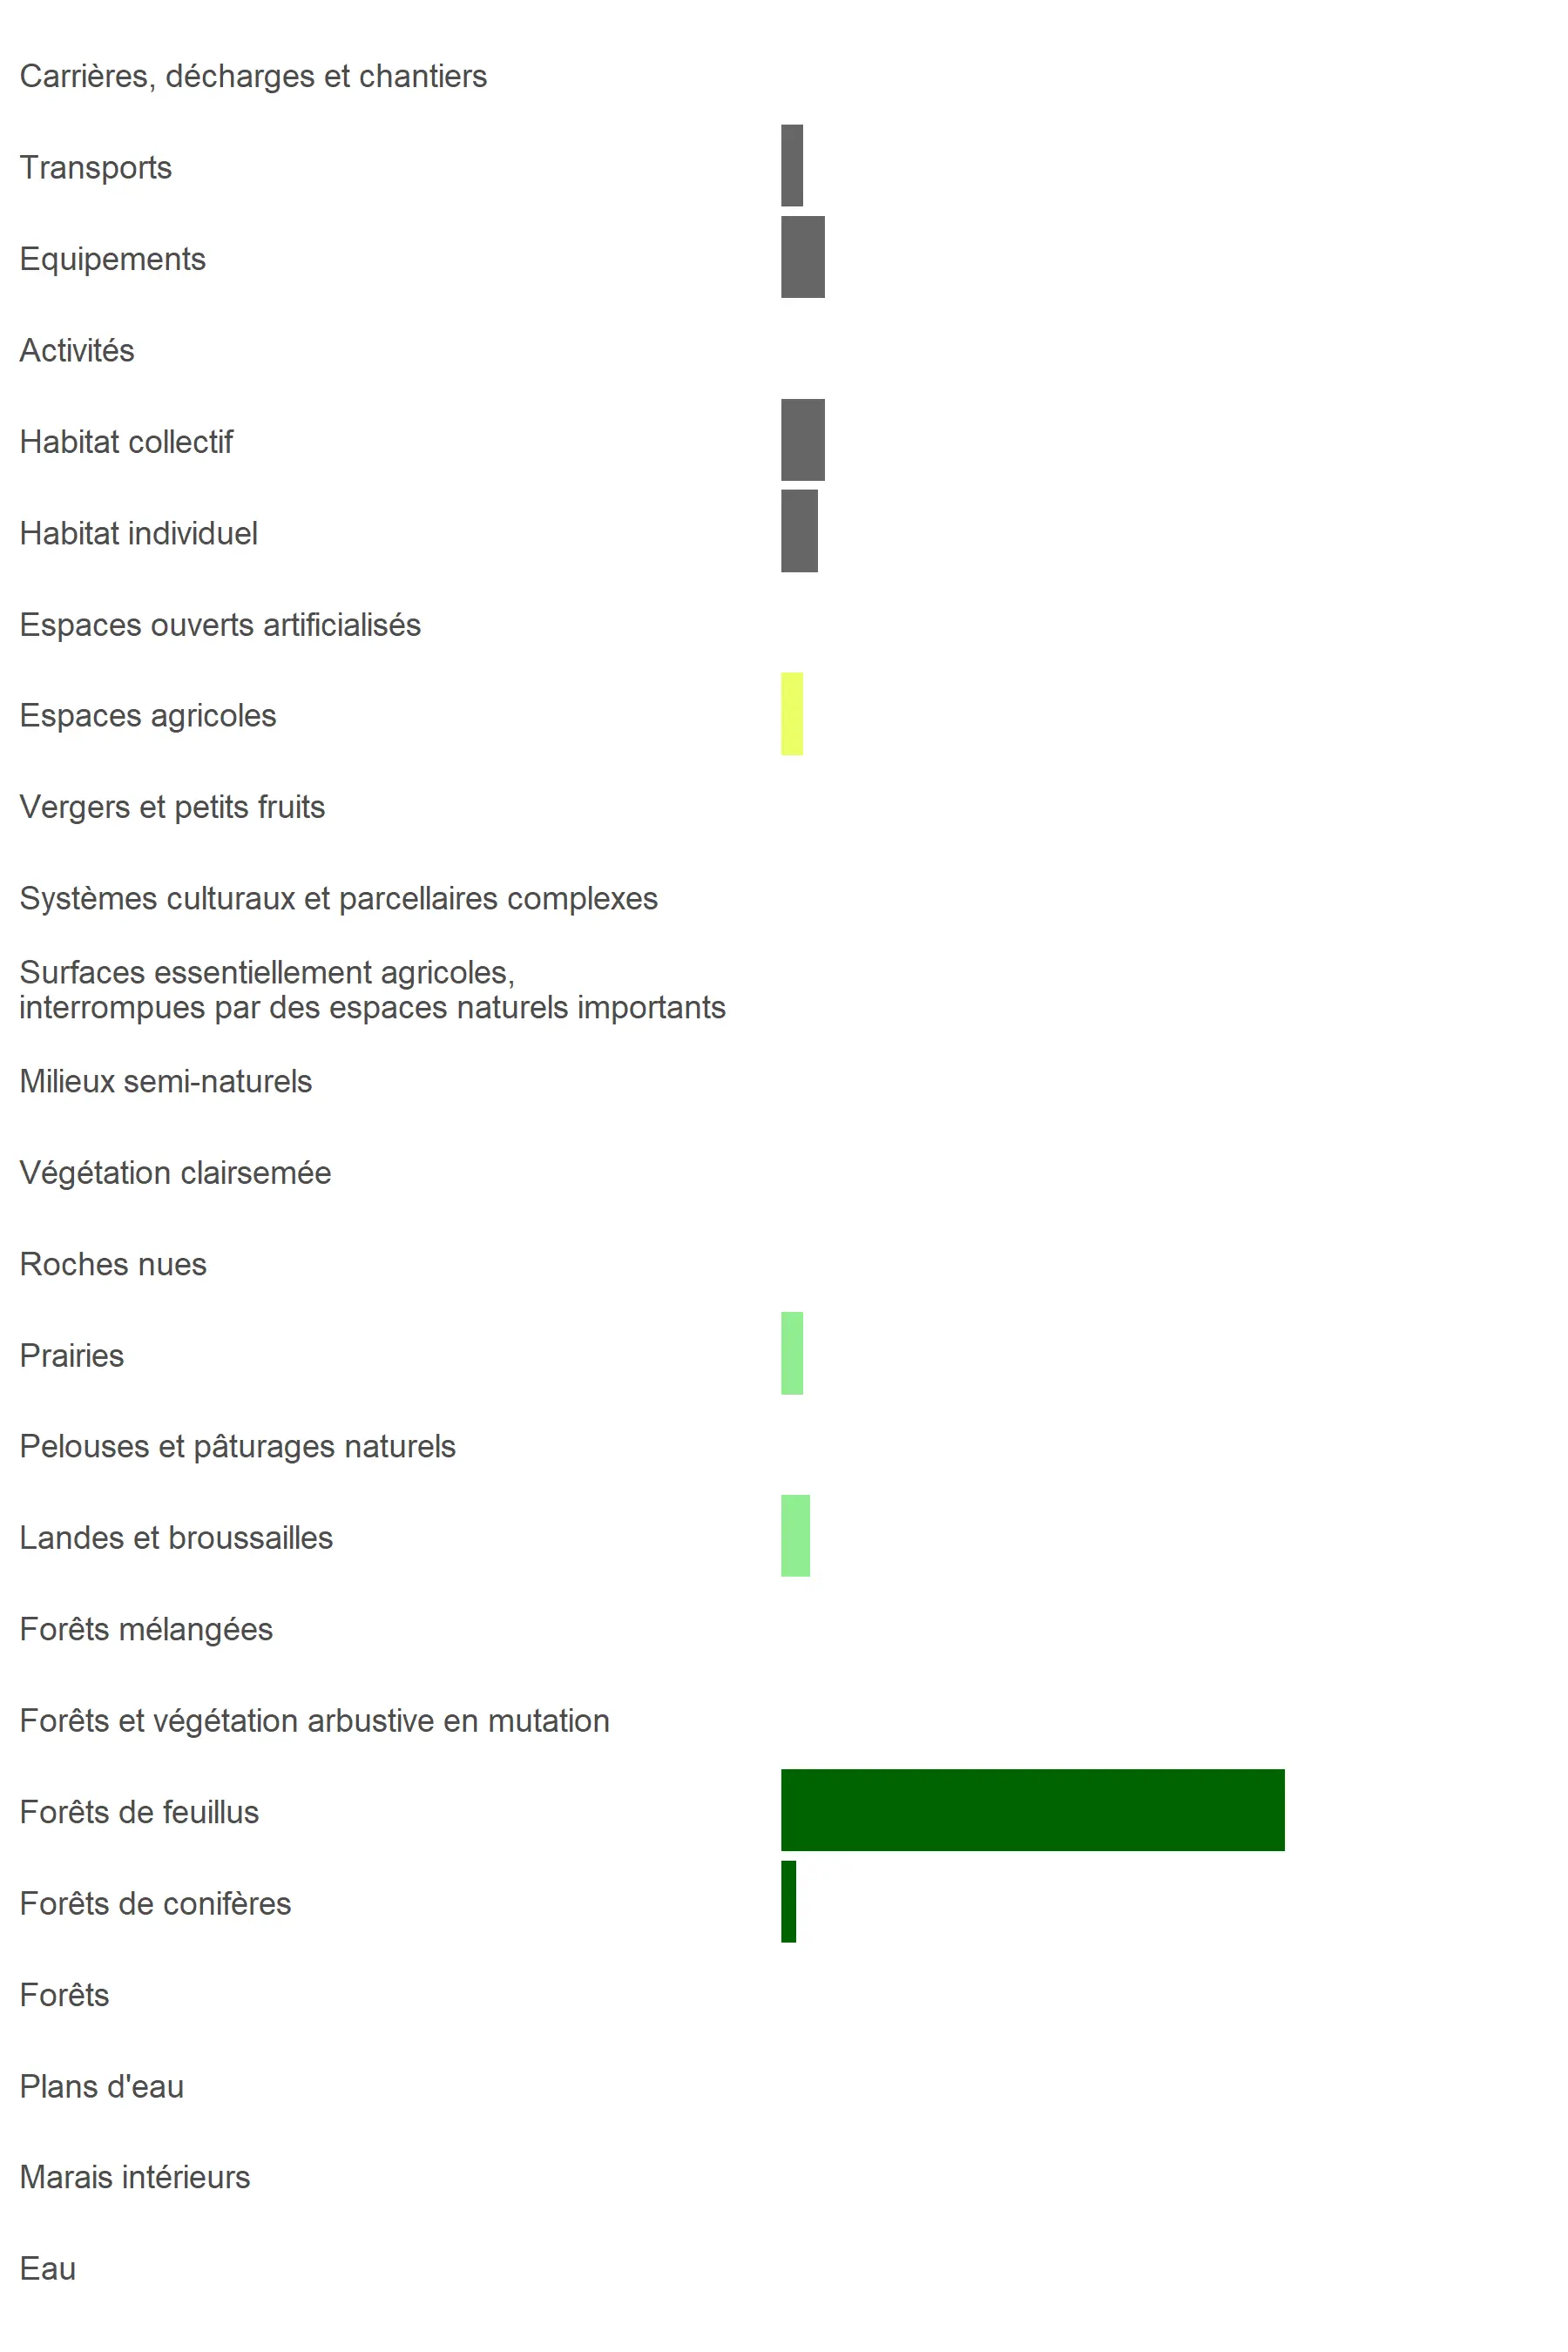 Carrières, décharges et chantiers
Transports
Equipements
Activités
Habitat collectif
Habitat individuel
Espaces ouverts artificialisés
Espaces agricoles
Vergers et petits fruits
Systèmes culturaux et parcellaires complexes
Surfaces essentiellement agricoles,
interrompues par des espaces naturels importants
Milieux semi-naturels
Végétation clairsemée
Roches nues
Prairies
Pelouses et pâturages naturels
Landes et broussailles
Forêts mélangées
Forêts et végétation arbustive en mutation
Forêts de feuillus
Forêts de conifères
Forêts
Plans d'eau
Marais intérieurs
Eau